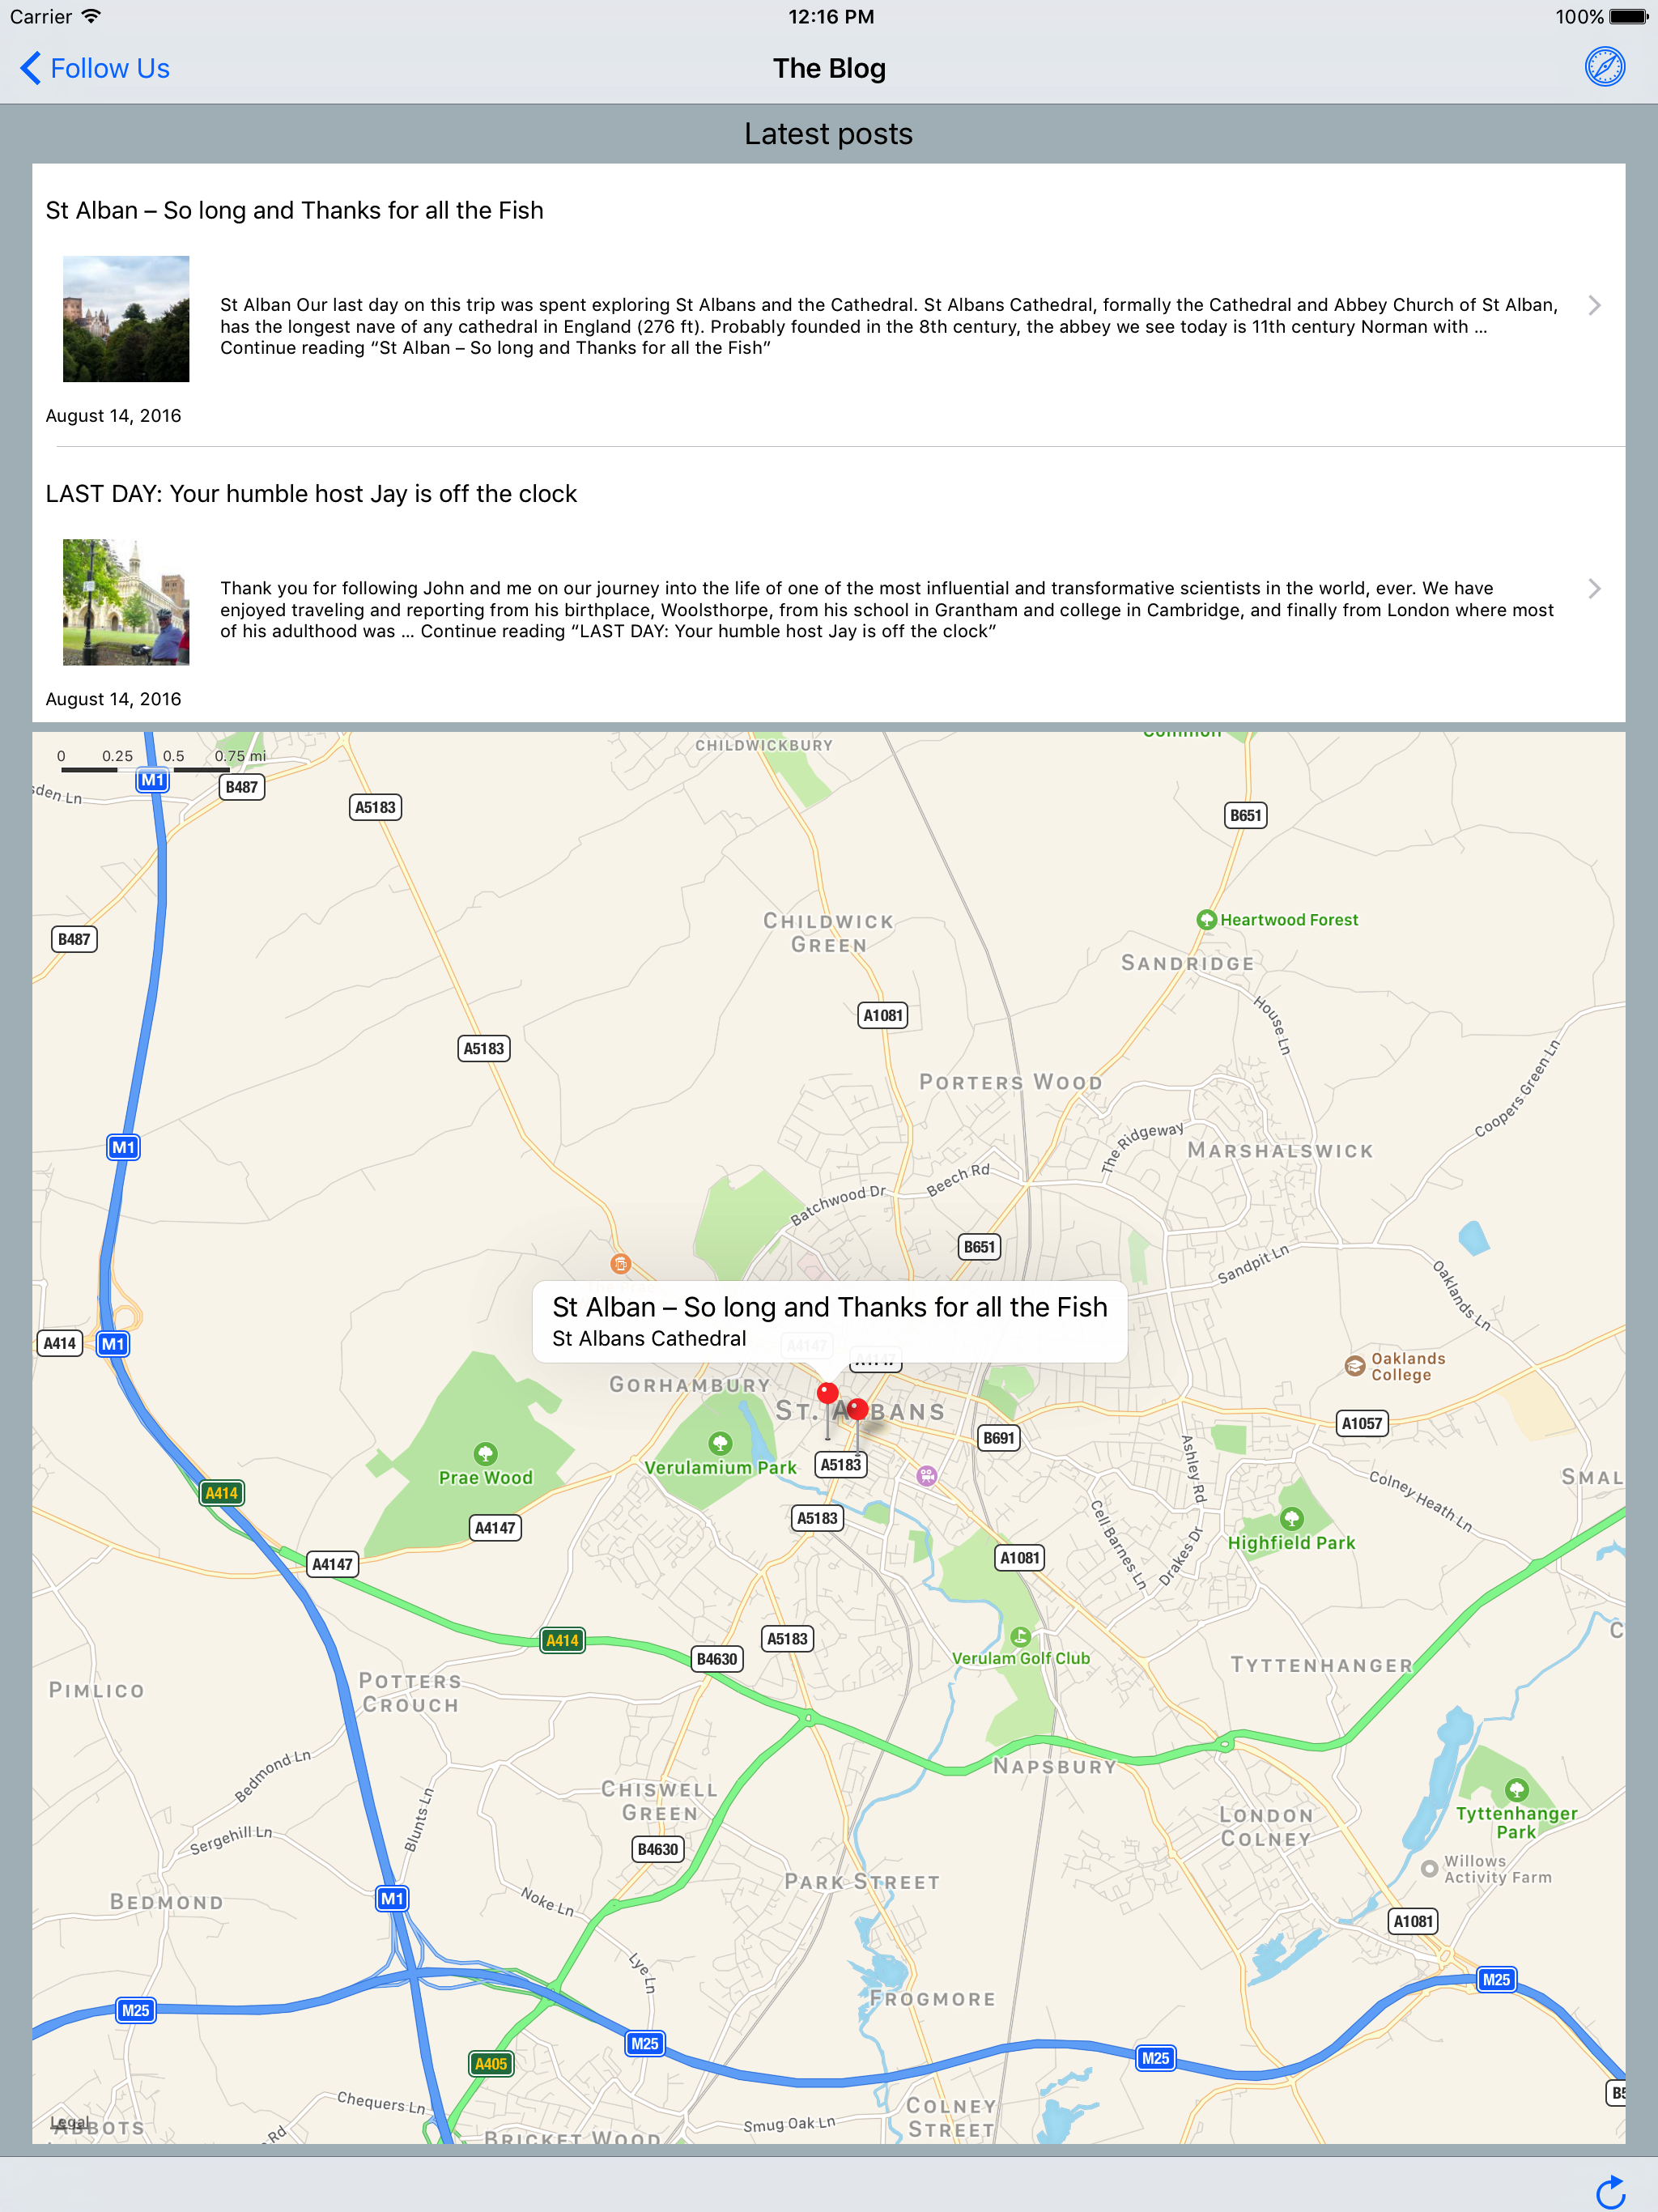 Carrier 12:16 PM 100%
Follow Us The Blog
Latest posts
St Alban – So long and Thanks for all the Fish
St Alban Our last day on this trip was spent exploring St Albans and the Cathedral. St Albans Cathedral, formally the Cathedral and Abbey Church of St Alban,
has the longest nave of any cathedral in England (276 ft). Probably founded in the 8th century, the abbey we see today is 11th century Norman with …
Continue reading “St Alban – So long and Thanks for all the Fish”
August 14, 2016
LAST DAY: Your humble host Jay is off the clock
Thank you for following John and me on our journey into the life of one of the most influential and transformative scientists in the world, ever. We have
enjoyed traveling and reporting from his birthplace, Woolsthorpe, from his school in Grantham and college in Cambridge, and finally from London where most
of his adulthood was … Continue reading “LAST DAY: Your humble host Jay is off the clock”
August 14, 2016
Common
CHILDWICKBURY
0 0.25 0.5 0.75 mi
M1
B487
sden Ln
A5183
B651
CHILDWICK
GREEN
Heartwood Forest
B487
SANDRIDGE
House Ln
A1081
A5183
Coopers Green Ln
PORTERS WOOD
The Ridgeway
M1
MARSHALSWICK
Beech Rd
Batchwood Dr
B651
Sandpit Ln
Oaklands Ln
St Alban – So long and Thanks for all the Fish
St Albans Cathedral
A4147
A4147
A414
M1
Oaklands
College
GORHAMBURY
ST. ALBANS
A1057
B691
Prae Wood
Verulamium Park
A5183
Ashley Rd
SMAL
Colney Heath Ln
A414
A4147
A5183
Cell Barnes Ln
Drakes Dr
Highfield Park
A4147
A1081
A414
A5183
B4630
Verulam Golf Club
C
TYTTENHANGER
PIMLICO
POTTERS
CROUCH
NAPSBURY
Bedmond Ln
Blunts Ln
CHISWELL
GREEN
LONDON
COLNEY
Tyttenhanger
Park
Sergehill Ln
B4630
Willows
Activity Farm
PARK STREET
BEDMOND
M1
Noke Ln
A1081
Lye Ln
M25
FROGMORE
M25
M25
M25
A405
B5
Chequers Ln
COLNEY
STREET
Legal
ABBOTS
Smug Oak Ln
Rd
BRICKET WOOD